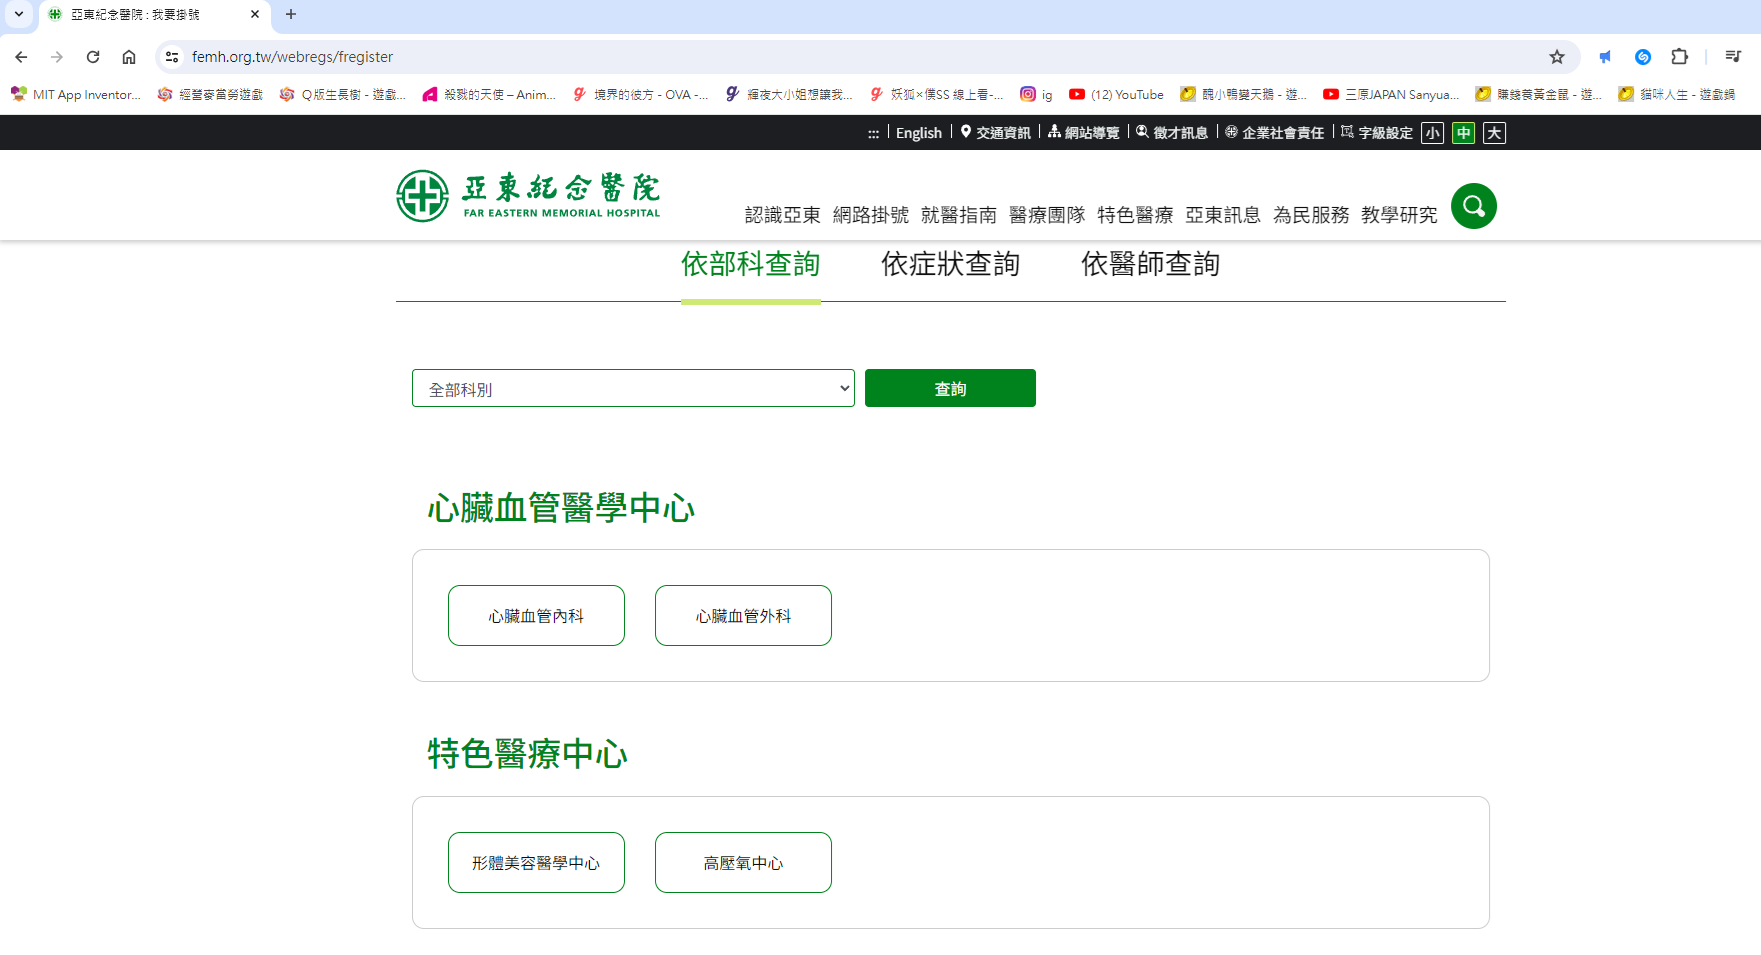 亞東紀念醫院 : 我要掛號
femh.org.tw/webregs/fregister
MIT App Inventor... 經營麥當勞遊戲 Q版生長樹 - 遊戲... 殺戮的天使 – Anim... 境界的彼方 - OVA -... 輝夜大小姐想讓我... 妖狐×僕SS 線上看-... ig (12) YouTube 醜小鴨變天鵝 - 遊... 三原JAPAN Sanyua... 賺錢養黃金鼠 - 遊... 貓咪人生 - 遊戲鍋
::: English 交通資訊 網站導覽 徵才訊息 企業社會責任 字級設定 小 中 大
亞東紀念醫院
FAR EASTERN MEMORIAL HOSPITAL
認識亞東 網路掛號 就醫指南 醫療團隊 特色醫療 亞東訊息 為民服務 教學研究
依部科查詢 依症狀查詢 依醫師查詢
全部科別 查詢
心臟血管醫學中心
心臟血管內科 心臟血管外科
特色醫療中心
形體美容醫學中心 高壓氧中心